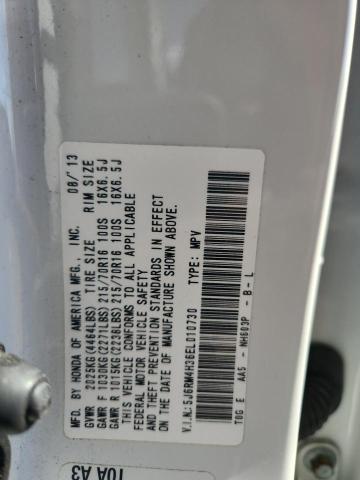 MFD. BY HONDA OF AMERICA MFG., INC. 08/'13
GVWR 2025KG(4464LBS) TIRE SIZE RIM SIZE
GAWR F 1030KG(2271LBS)215/70R16 100S 16X6.5J
GAWR R 1015KG(2238LBS)215/70R16 100S 16X6.5J
THIS VEHICLE CONFORMS TO ALL APPLICABLE
FEDERAL MOTOR VEHICLE SAFETY
AND THEFT PREVENTION STANDARDS IN EFFECT
ON THE DATE OF MANUFACTURE SHOWN ABOVE.
V.I.N.:5J6RM4H36EL010730 TYPE: MPV
T0G E AA5 - NH603P - B - L
T0A A3